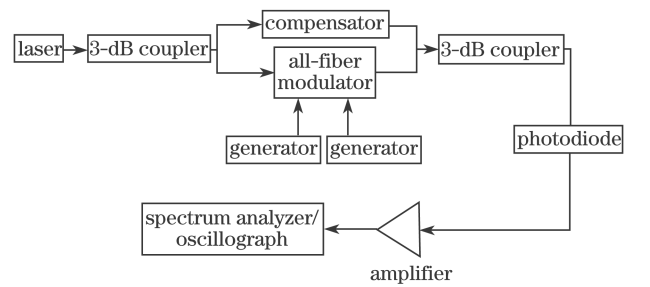 compensator
laser
3-dB coupler
all-fiber
modulator
3-dB coupler
generator
generator
photodiode
spectrum analyzer/
oscillograph
amplifier